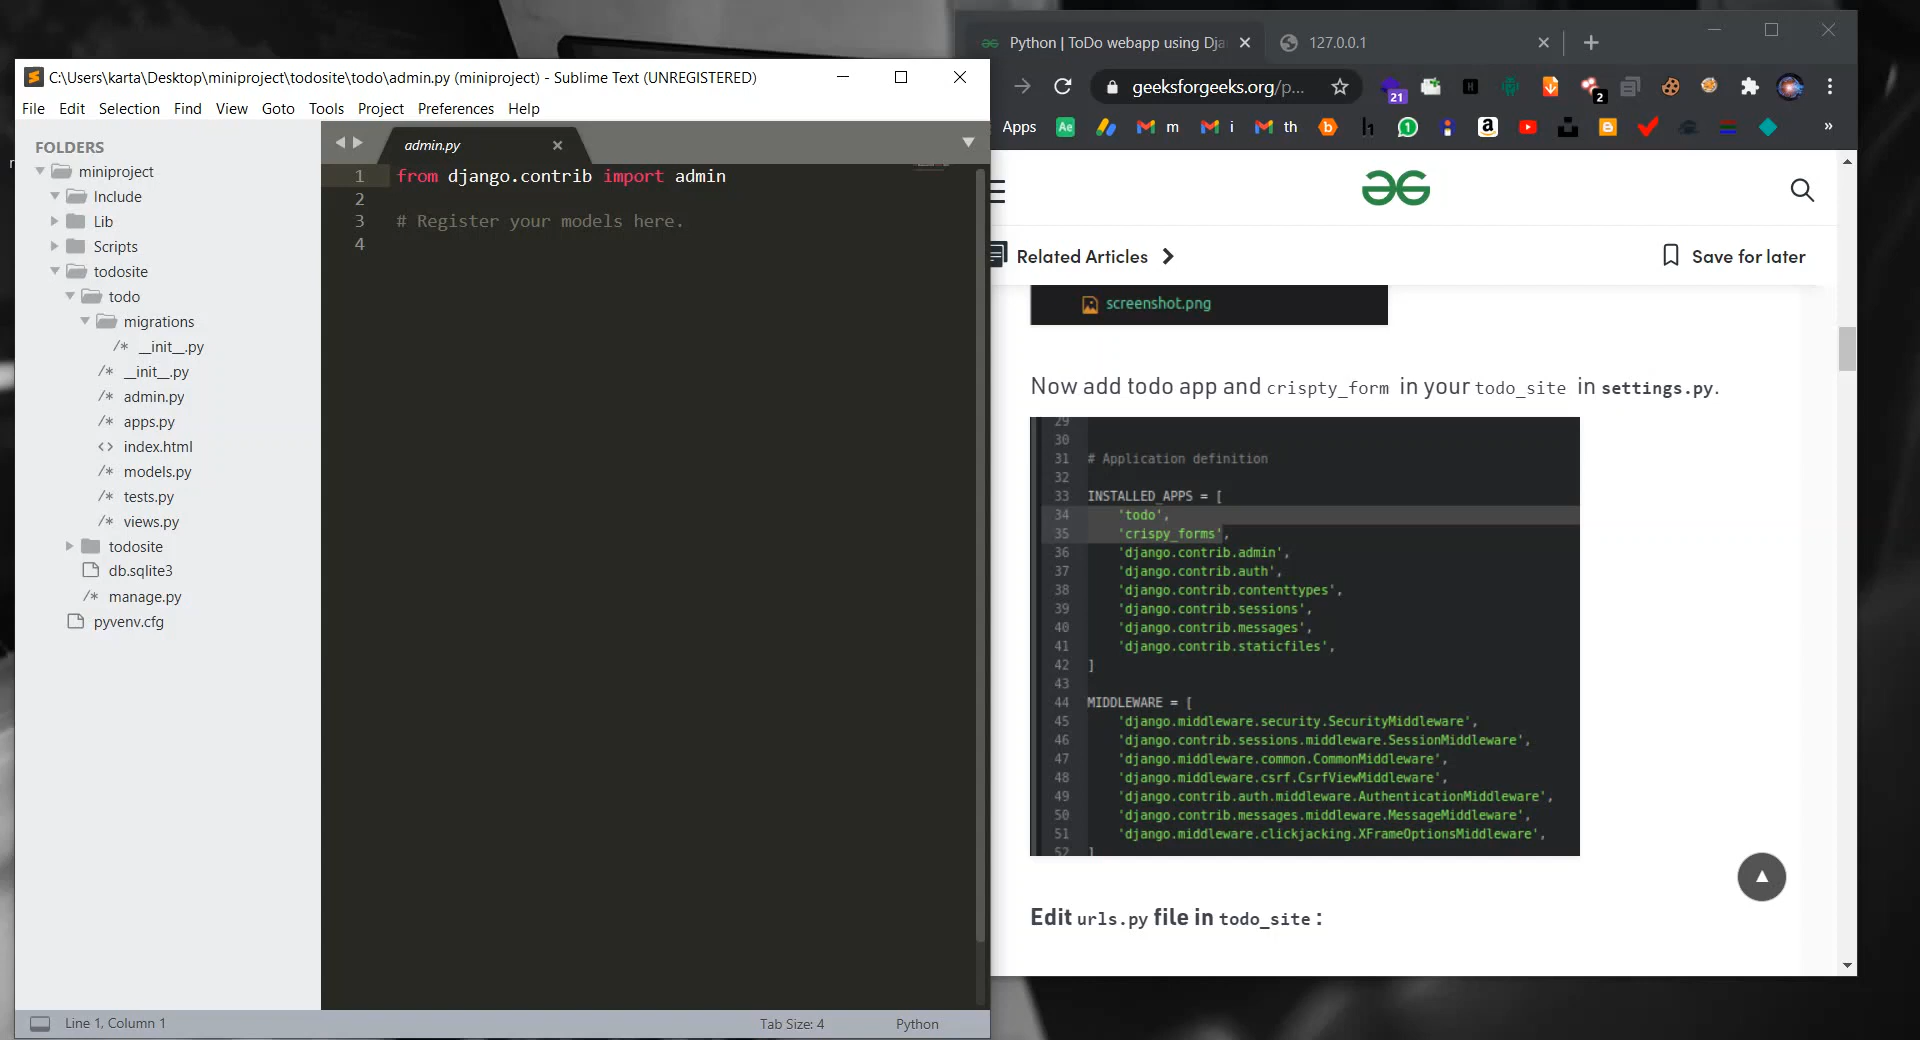 C:\Users\karta\Desktop\miniproject\todosite\todo\admin.py (miniproject) - Sublime Text (UNREGISTERED)
File Edit Selection Find View Goto Tools Project Preferences Help
FOLDERS
miniproject
Include
Lib
Scripts
todosite
todo
migrations
/* __init__.py
/* __init__.py
/* admin.py
/* apps.py
<> index.html
/* models.py
/* tests.py
/* views.py
todosite
db.sqlite3
/* manage.py
pyvenv.cfg
admin.py
1 from django.contrib import admin
2
3 # Register your models here.
4
Line 1, Column 1
Tab Size: 4
Python
Python | ToDo webapp using Dja
127.0.0.1
geeksforgeeks.org/p...
21
2
Apps Ae m i th 1 a »
Related Articles
Save for later
screenshot.png
Now add todo app and crispty_form in your todo_site in settings.py.
29
30
31 # Application definition
32
33 INSTALLED_APPS = [
34 'todo',
35 'crispy_forms',
36 'django.contrib.admin',
37 'django.contrib.auth',
38 'django.contrib.contenttypes',
39 'django.contrib.sessions',
40 'django.contrib.messages',
41 'django.contrib.staticfiles',
42 ]
43
44 MIDDLEWARE = [
45 'django.middleware.security.SecurityMiddleware',
46 'django.contrib.sessions.middleware.SessionMiddleware',
47 'django.middleware.common.CommonMiddleware',
48 'django.middleware.csrf.CsrfViewMiddleware',
49 'django.contrib.auth.middleware.AuthenticationMiddleware',
50 'django.contrib.messages.middleware.MessageMiddleware',
51 'django.middleware.clickjacking.XFrameOptionsMiddleware',
52 ]
Edit urls.py file in todo_site :